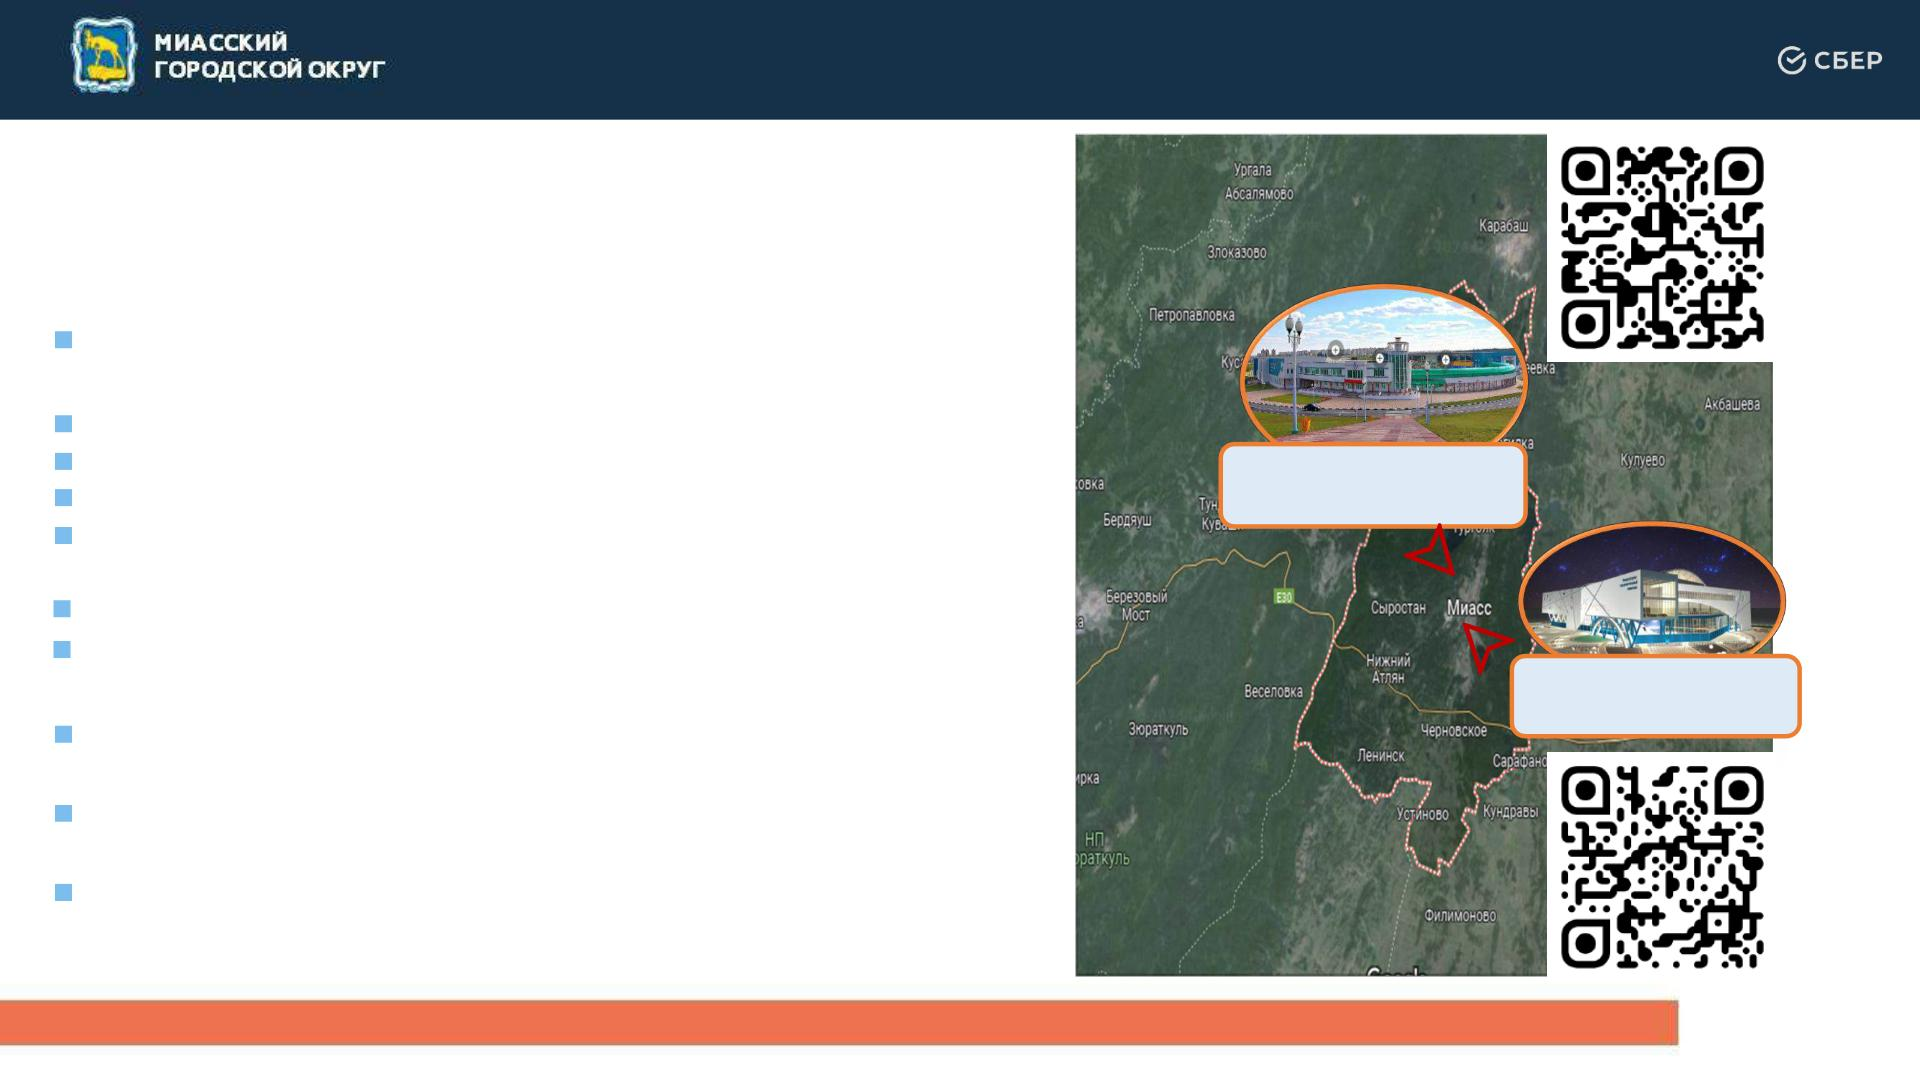 МИАССКИЙ
ГОРОДСКОЙ ОКРУГ
СБЕР
Ургала
Абсалямово
Карабаш
Злоказово
Петропавловка
Акбашева
Кулуево
Бердяуш
Березовый
Мост
E30
Сыростан
Миасс
Нижний
Атлян
Веселовка
Зюраткуль
Черновское
Ленинск
Устиново
Кундравы
НП
Филимоново